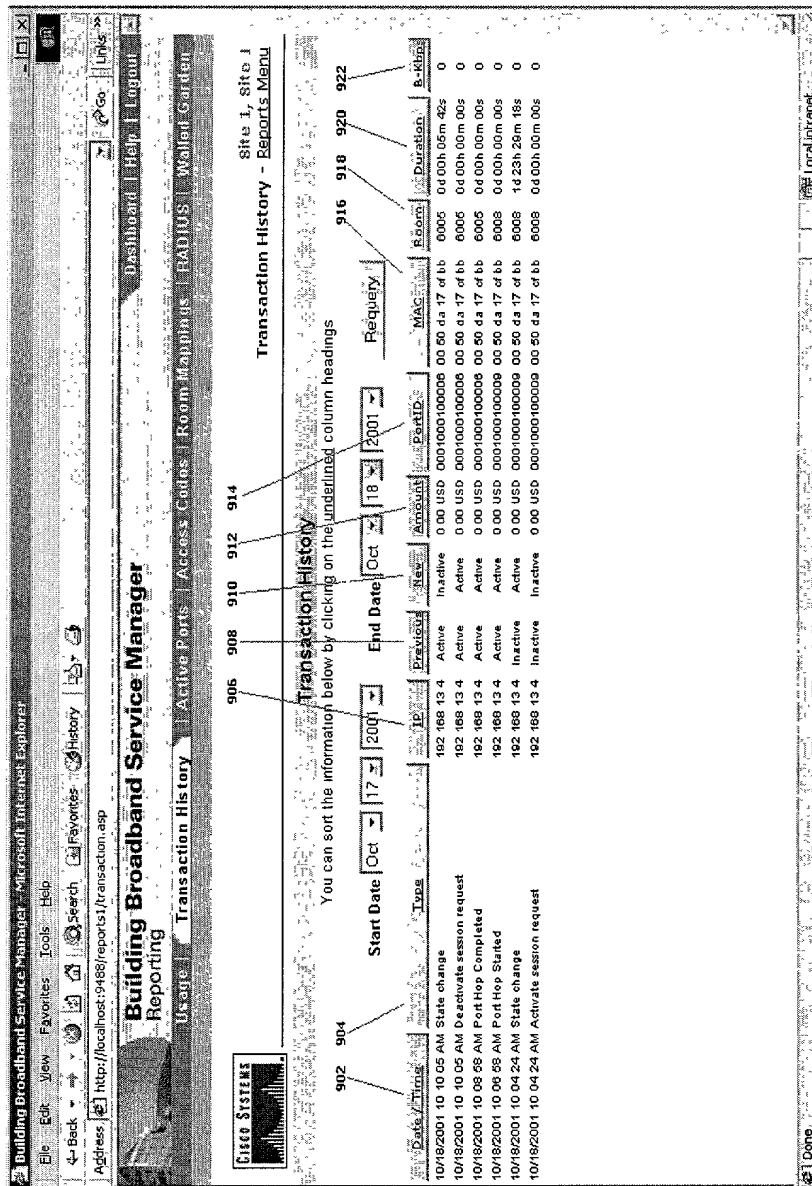 Building Broadband Service Manager - Microsoft Internet Explorer
File Edit View Favorites Tools Help
Back Search Favorites History
Address http://localhost:9488/reports1/transaction.asp Go Links »
Building Broadband Service Manager
Reporting
Dashboard | Help | Logout
Usage | Transaction History | Active Ports | Access Codes | Room Mappings | RADIUS | Walled Garden
CISCO SYSTEMS
Site 1, Site 1
Transaction History - Reports Menu
Transaction History
You can sort the information below by clicking on the underlined column headings
Start Date Oct 17 2001 End Date Oct 18 2001 Requery
902 904 906 908 910 912 914 916 918 920 922
Date / Time Type IP Previous New Amount PortID MAC Room Duration B-Kbps
10/18/2001 10 10 05 AM State change 192 168 13 4 Active Inactive 0 00 USD 0001000100006 00 50 da 17 of bb 6005 0d 00h 05m 42s 0
10/18/2001 10 10 05 AM Deactivate session request 192 168 13 4 Active Active 0 00 USD 0001000100006 00 50 da 17 of bb 6005 0d 00h 00m 00s 0
10/18/2001 10 08 58 AM Port Hop Completed 192 168 13 4 Active Active 0 00 USD 0001000100006 00 50 da 17 of bb 6005 0d 00h 00m 00s 0
10/18/2001 10 06 58 AM Port Hop Started 192 168 13 4 Active Active 0 00 USD 0001000100009 00 50 da 17 of bb 6008 0d 00h 00m 00s 0
10/18/2001 10 04 24 AM State change 192 168 13 4 Inactive Active 0 00 USD 0001000100009 00 50 da 17 of bb 6008 1d 23h 29m 18s 0
10/18/2001 10 04 24 AM Activate session request 192 168 13 4 Inactive Inactive 0 00 USD 0001000100009 00 50 da 17 of bb 6008 0d 00h 00m 00s 0
Done Local intranet